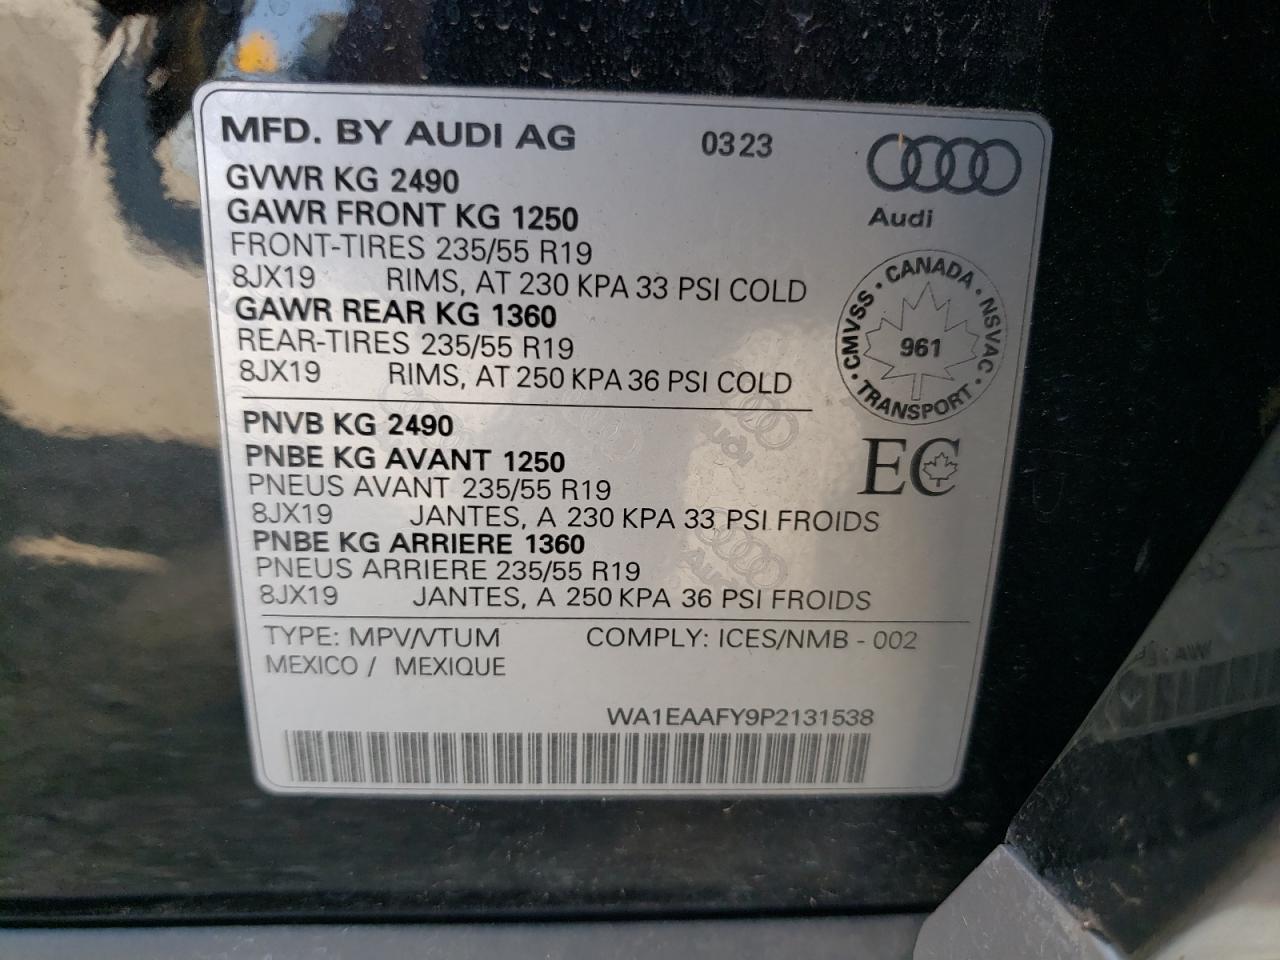 MFD. BY AUDI AG 0323
Audi
GVWR KG 2490
GAWR FRONT KG 1250
FRONT-TIRES 235/55 R19
8JX19 RIMS, AT 230 KPA 33 PSI COLD
GAWR REAR KG 1360
REAR-TIRES 235/55 R19
8JX19 RIMS, AT 250 KPA 36 PSI COLD
CMVSS · CANADA · NSVAC · TRANSPORT ·
961
EC
PNVB KG 2490
PNBE KG AVANT 1250
PNEUS AVANT 235/55 R19
8JX19 JANTES, A 230 KPA 33 PSI FROIDS
PNBE KG ARRIERE 1360
PNEUS ARRIERE 235/55 R19
8JX19 JANTES, A 250 KPA 36 PSI FROIDS
TYPE: MPV/VTUM COMPLY: ICES/NMB - 002
MEXICO / MEXIQUE
WA1EAAFY9P2131538